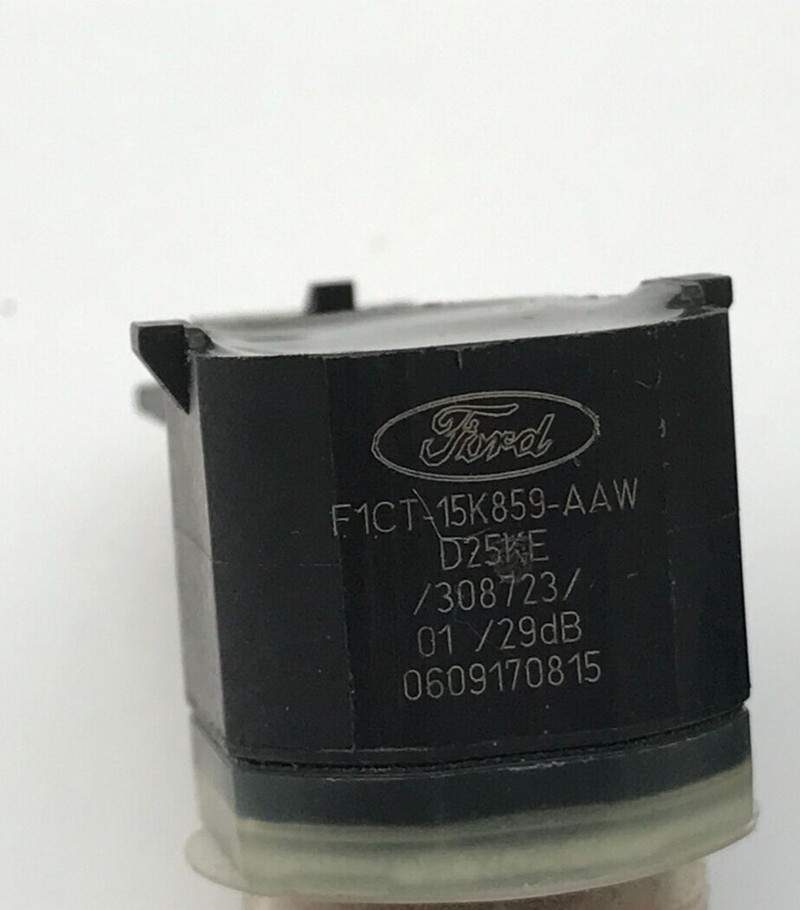 Ford
F1CT-15K859-AAW
D25KE
/308723/
01 /29dB
0609170815